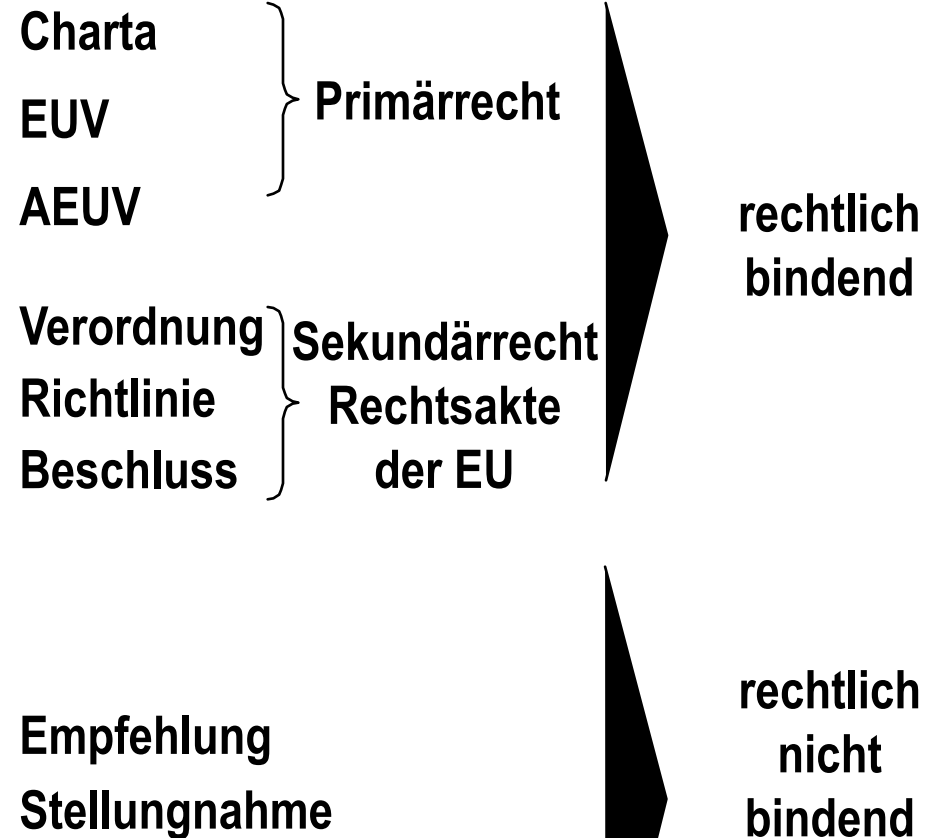 Charta
EUV
AEUV
Primärrecht
Verordnung
Richtlinie
Beschluss
Sekundärrecht
Rechtsakte
der EU
rechtlich
bindend
Empfehlung
Stellungnahme
rechtlich
nicht
bindend